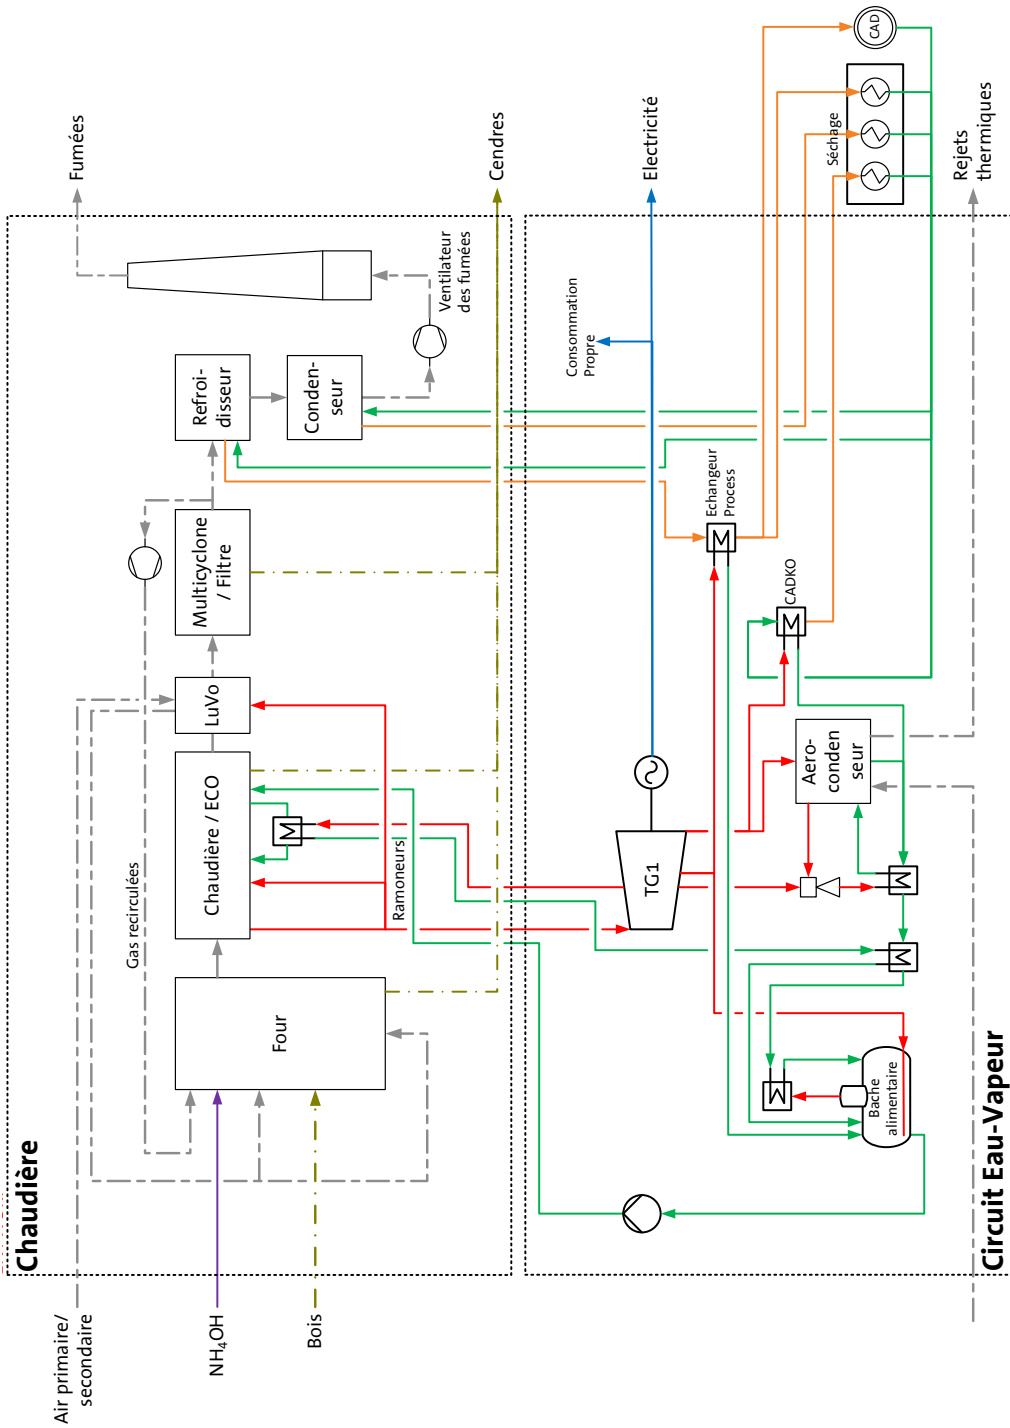 Chaudière
Air primaire/
secondaire
NH₄OH
Bois
Four
Gas recirculées
Chaudière / ECO
Ramoneurs
LuVo
Multicyclone
/ Filtre
Refroi-
disseur
Conden-
seur
Ventilateur
des fumées
Fumées
Cendres
Circuit Eau-Vapeur
Bache
alimentaire
TG1
Aero-
conden
seur
CADKO
Echangeur
Process
Consommation
Propre
Electricité
Séchage
CAD
Rejets
thermiques